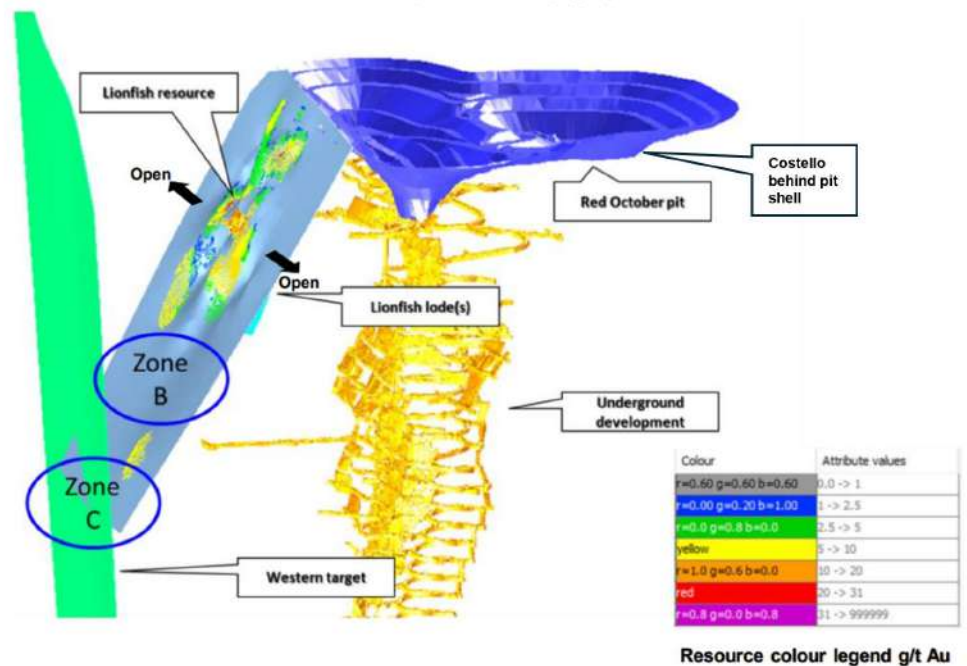 Lionfish resource
Open
Costello
behind pit
shell
Red October pit
Open
Lionfish lode(s)
Zone
B
Underground
development
Zone
C
Western target
Colour Attribute values
r=0.60 g=0.60 b=0.60 0.0 -> 1
r=0.00 g=0.20 b=1.00 1 -> 2.5
r=0.0 g=0.8 b=0.0 2.5 -> 5
yellow 5 -> 10
r=1.0 g=0.6 b=0.0 10 -> 20
red 20 -> 31
r=0.8 g=0.0 b=0.8 31 -> 999999
Resource colour legend g/t Au